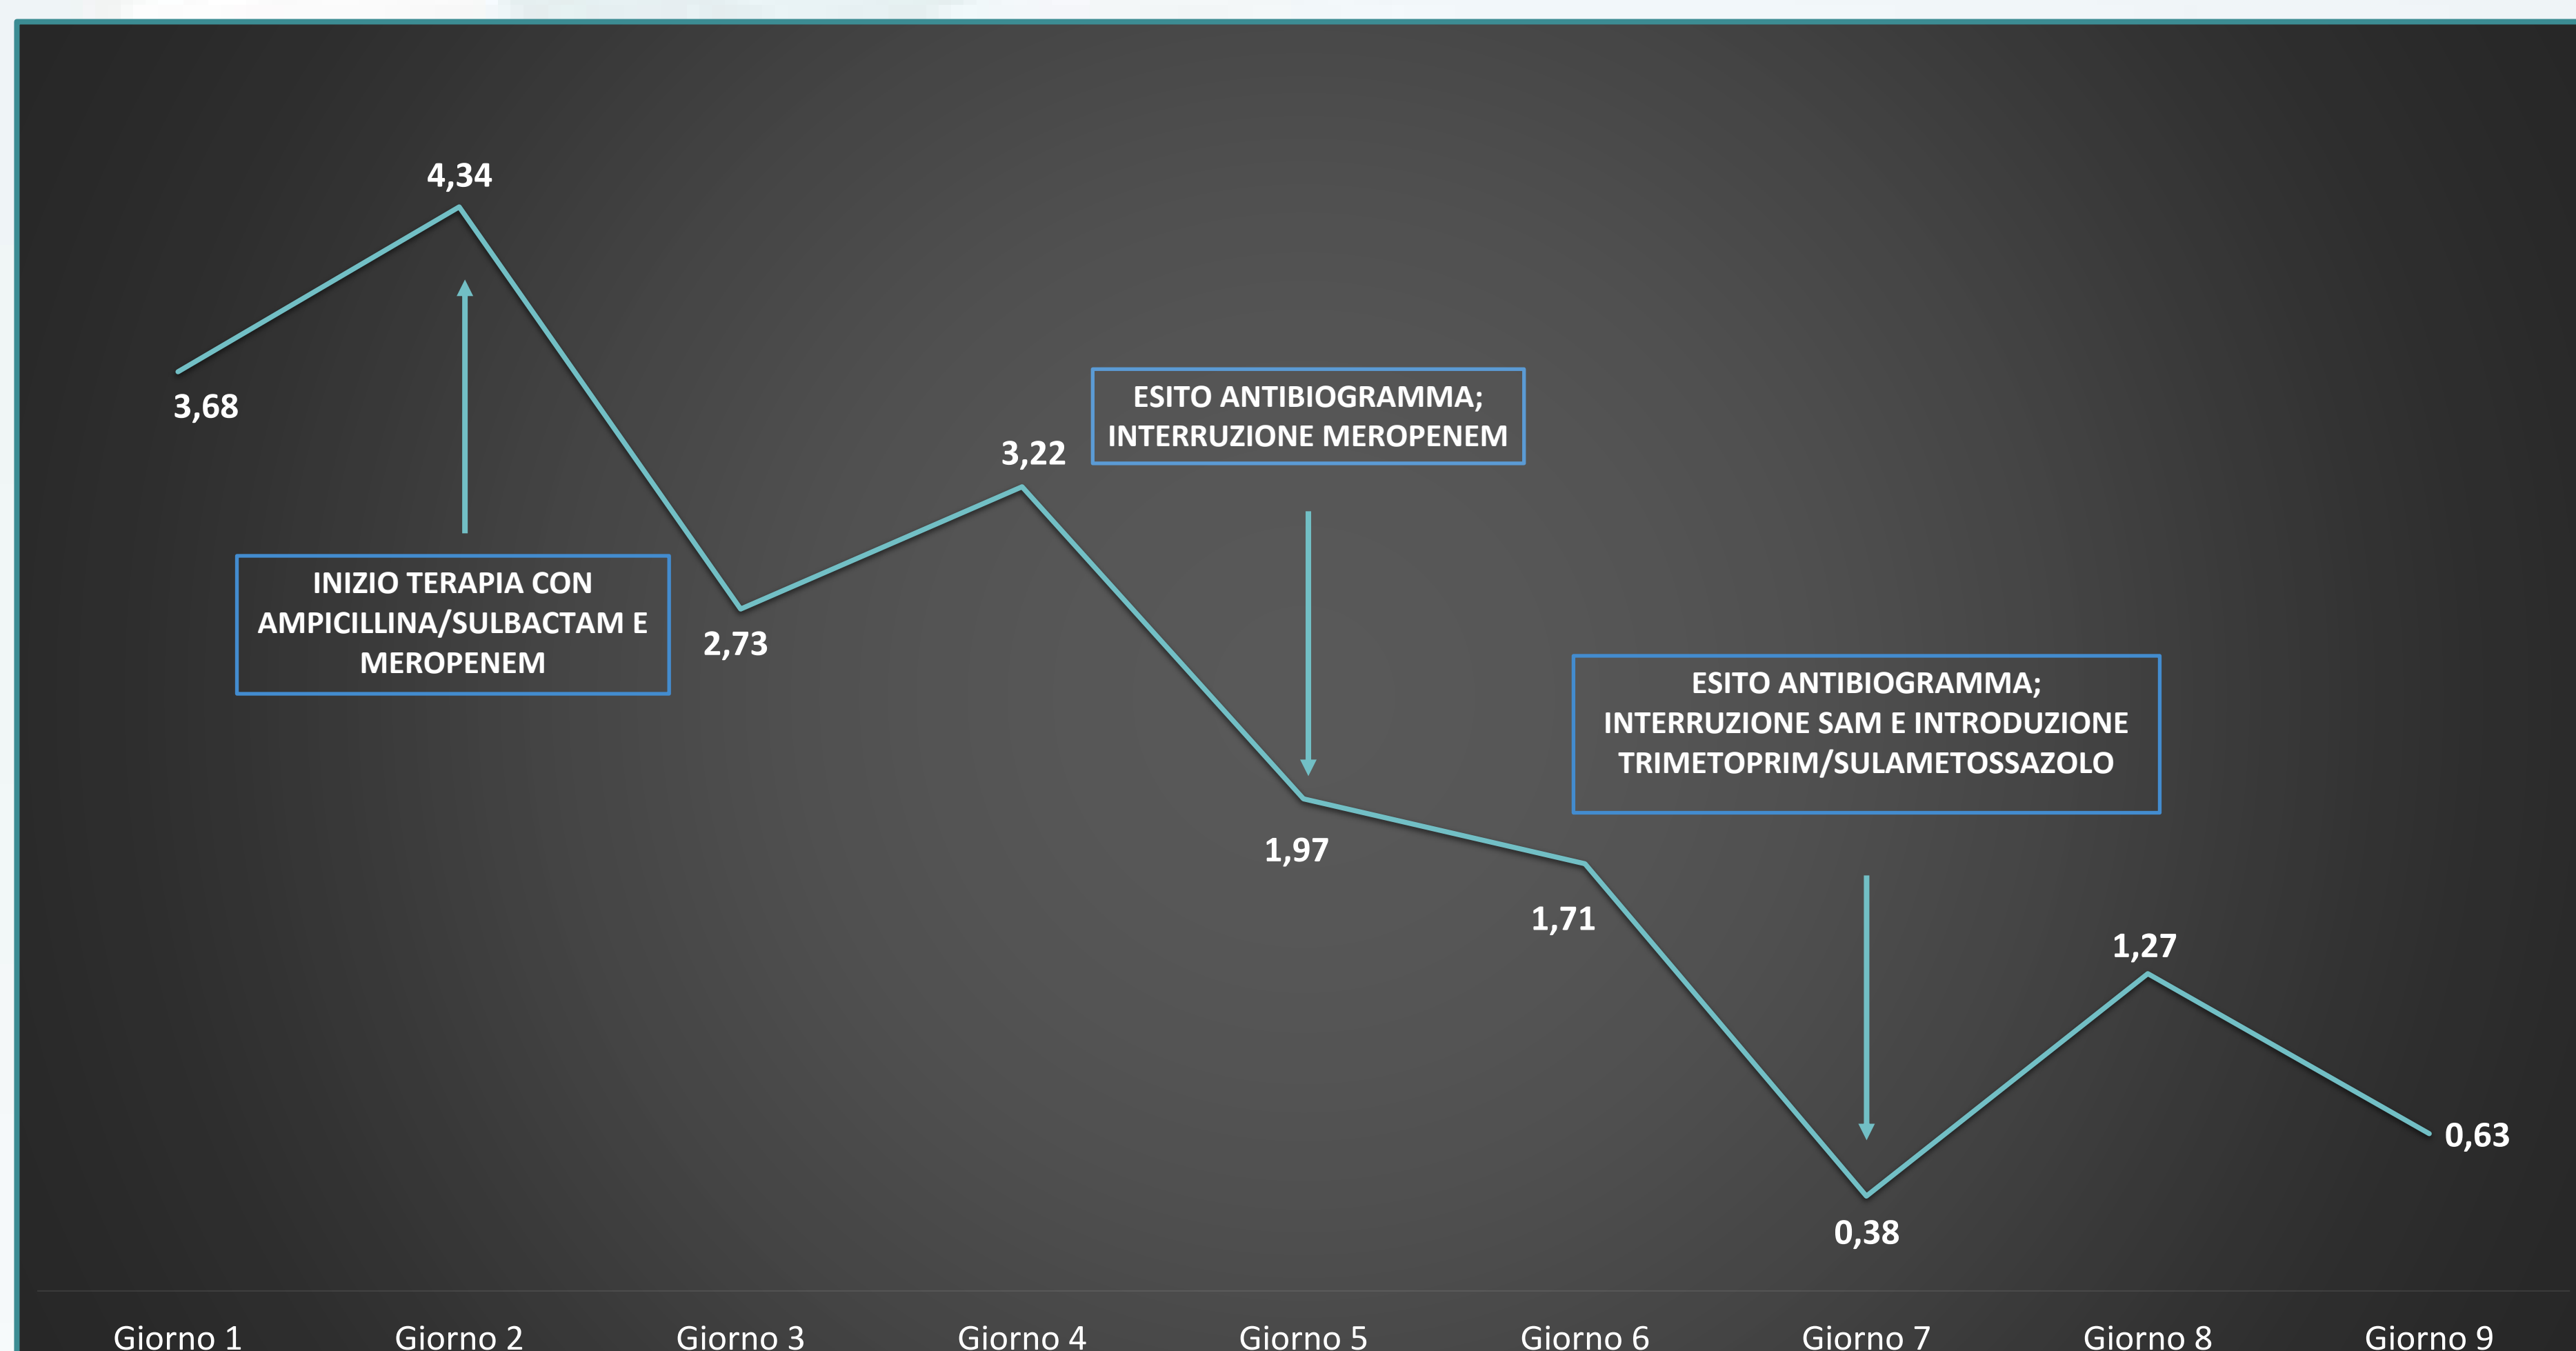 4,34
3,68
3,22
ESITO ANTIBIOGRAMMA;
INTERRUZIONE MEROPENEM
INIZIO TERAPIA CON
AMPICILLINA/SULBACTAM E
MEROPENEM
2,73
ESITO ANTIBIOGRAMMA;
INTERRUZIONE SAM E INTRODUZIONE
TRIMETOPRIM/SULAMETOSSAZOLO
1,97
1,71
1,27
0,63
0,38
Giorno 1 Giorno 2 Giorno 3 Giorno 4 Giorno 5 Giorno 6 Giorno 7 Giorno 8 Giorno 9